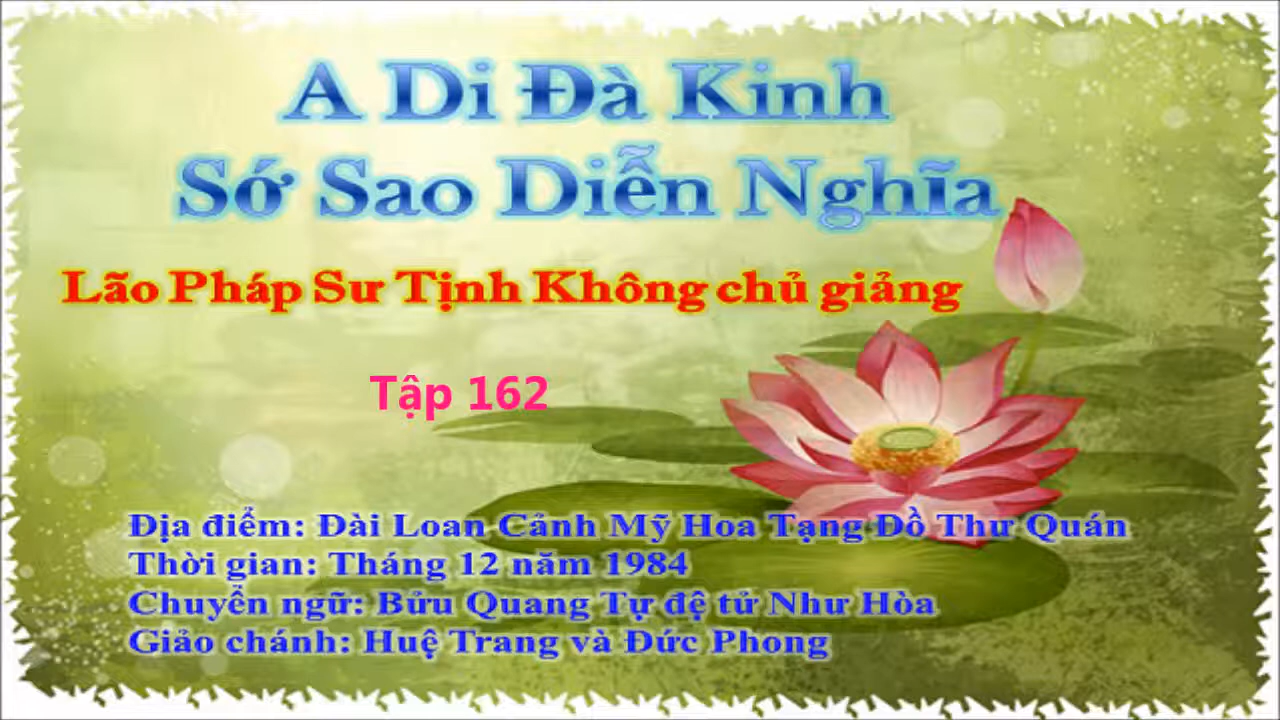 A Di Đà Kinh
Sớ Sao Diễn Nghĩa
Lão Pháp Sư Tịnh Không chủ giảng
Tập 162
Địa điểm: Đài Loan Cảnh Mỹ Hoa Tạng Đồ Thư Quán
Thời gian: Tháng 12 năm 1984
Chuyển ngữ: Bửu Quang Tự đệ tử Như Hòa
Giảo chánh: Huệ Trang và Đức Phong